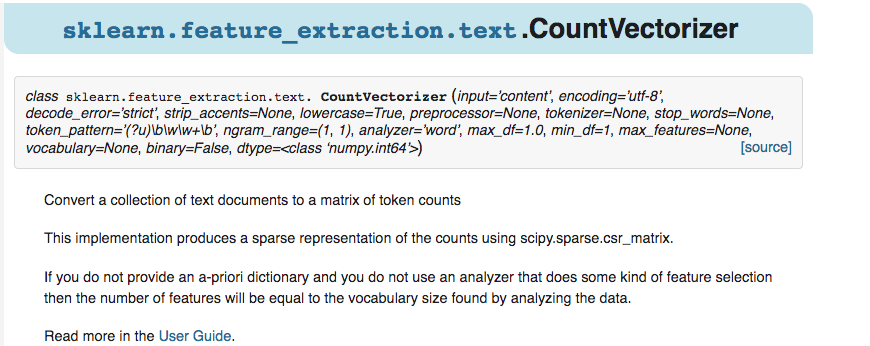 sklearn.feature_extraction.text.CountVectorizer
class sklearn.feature_extraction.text. CountVectorizer (input='content', encoding='utf-8',
decode_error='strict', strip_accents=None, lowercase=True, preprocessor=None, tokenizer=None, stop_words=None,
token_pattern='(?u)\b\w\w+\b', ngram_range=(1, 1), analyzer='word', max_df=1.0, min_df=1, max_features=None,
vocabulary=None, binary=False, dtype=<class 'numpy.int64'>) [source]
Convert a collection of text documents to a matrix of token counts
This implementation produces a sparse representation of the counts using scipy.sparse.csr_matrix.
If you do not provide an a-priori dictionary and you do not use an analyzer that does some kind of feature selection
then the number of features will be equal to the vocabulary size found by analyzing the data.
Read more in the User Guide.